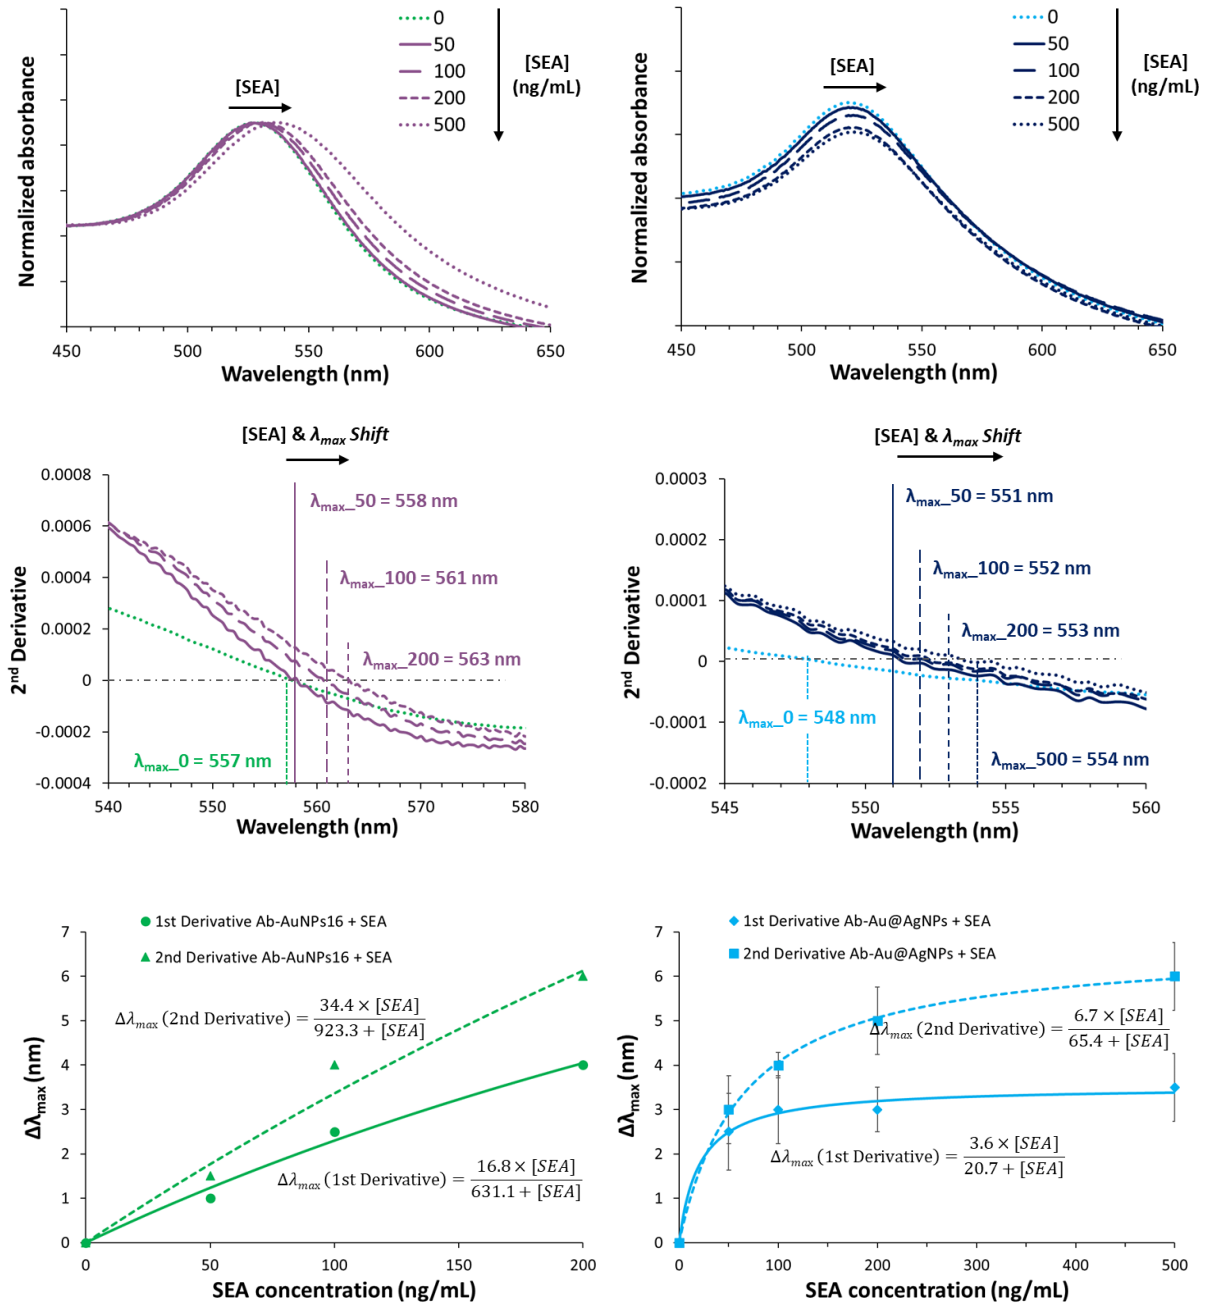 0
50
100
200
500
[SEA]
(ng/mL)
[SEA]
Normalized absorbance
450
500
550
600
650
Wavelength (nm)
0
50
100
200
500
[SEA]
(ng/mL)
[SEA]
Normalized absorbance
450
500
550
600
650
Wavelength (nm)
[SEA] & λmax Shift
0.0008
0.0006
0.0004
0.0002
0
-0.0002
-0.0004
2nd Derivative
λmax_50 = 558 nm
λmax_100 = 561 nm
λmax_200 = 563 nm
λmax_0 = 557 nm
540
550
560
570
580
Wavelength (nm)
[SEA] & λmax Shift
0.0003
0.0002
0.0001
0
-0.0001
-0.0002
2nd Derivative
λmax_50 = 551 nm
λmax_100 = 552 nm
λmax_200 = 553 nm
λmax_0 = 548 nm
λmax_500 = 554 nm
545
550
555
560
Wavelength (nm)
1st Derivative Ab-AuNPs16 + SEA
2nd Derivative Ab-AuNPs16 + SEA
7
6
5
4
3
2
1
0
Δλmax (nm)
Δλmax (2nd Derivative) = 34.4 × [SEA] / 923.3 + [SEA]
Δλmax (1st Derivative) = 16.8 × [SEA] / 631.1 + [SEA]
0
50
100
150
200
SEA concentration (ng/mL)
1st Derivative Ab-Au@AgNPs + SEA
2nd Derivative Ab-Au@AgNPs + SEA
7
6
5
4
3
2
1
0
Δλmax (nm)
Δλmax (2nd Derivative) = 6.7 × [SEA] / 65.4 + [SEA]
Δλmax (1st Derivative) = 3.6 × [SEA] / 20.7 + [SEA]
0
100
200
300
400
500
SEA concentration (ng/mL)